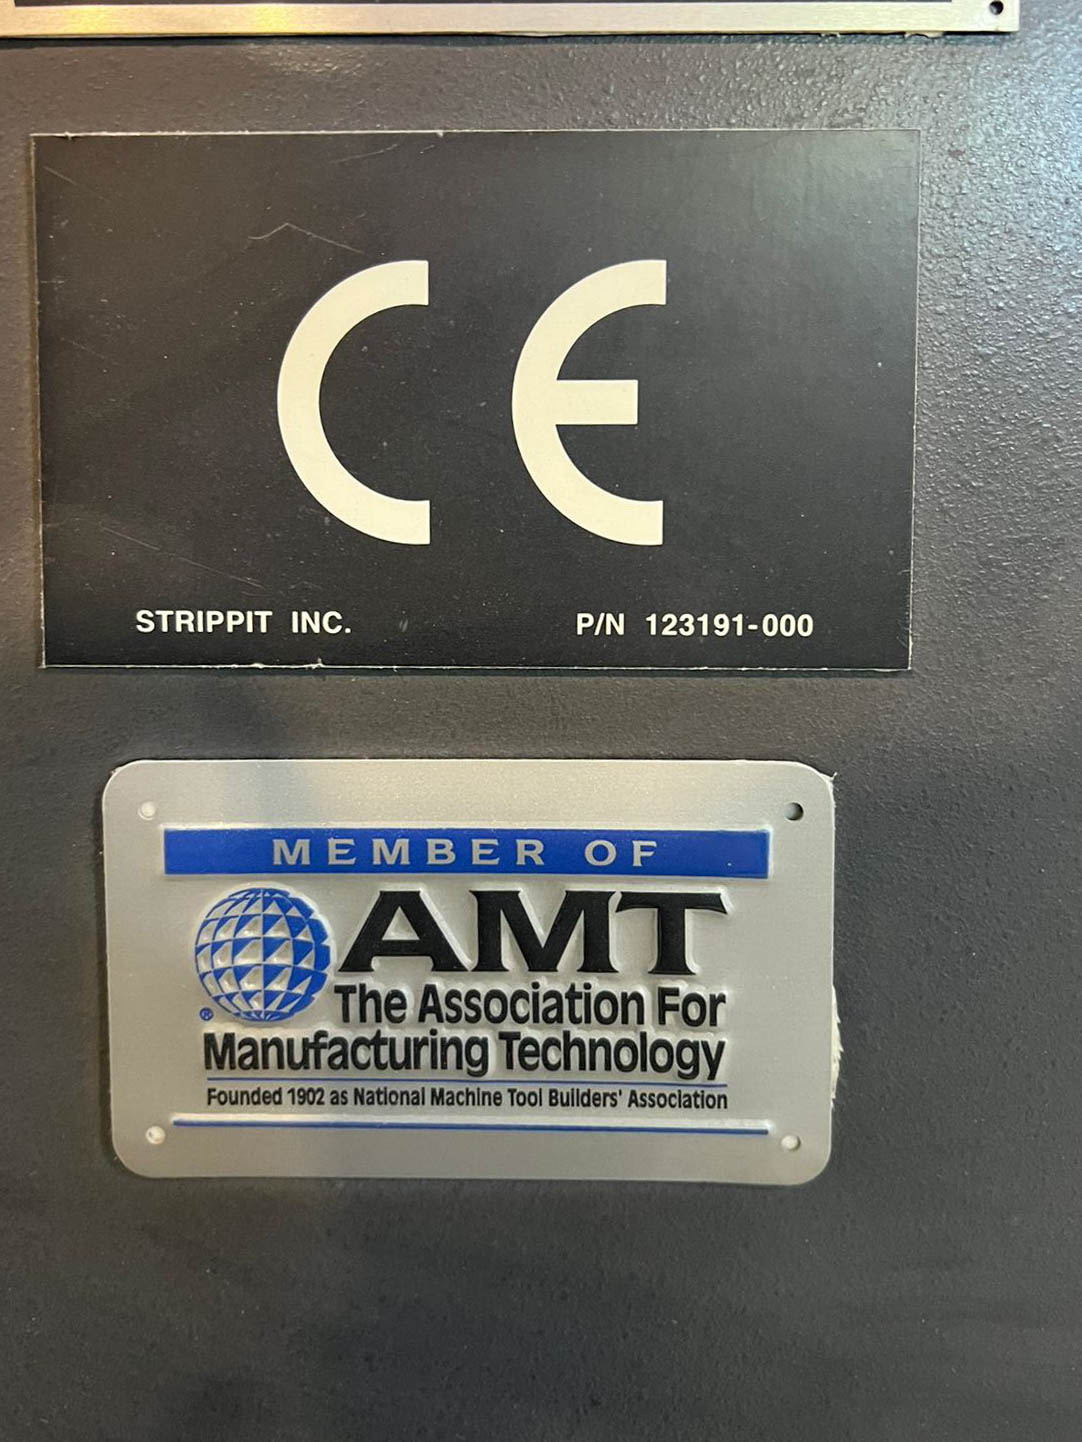 CE
STRIPPIT INC. P/N 123191-000
MEMBER OF
AMT
® The Association For
Manufacturing Technology
Founded 1902 as National Machine Tool Builders' Association